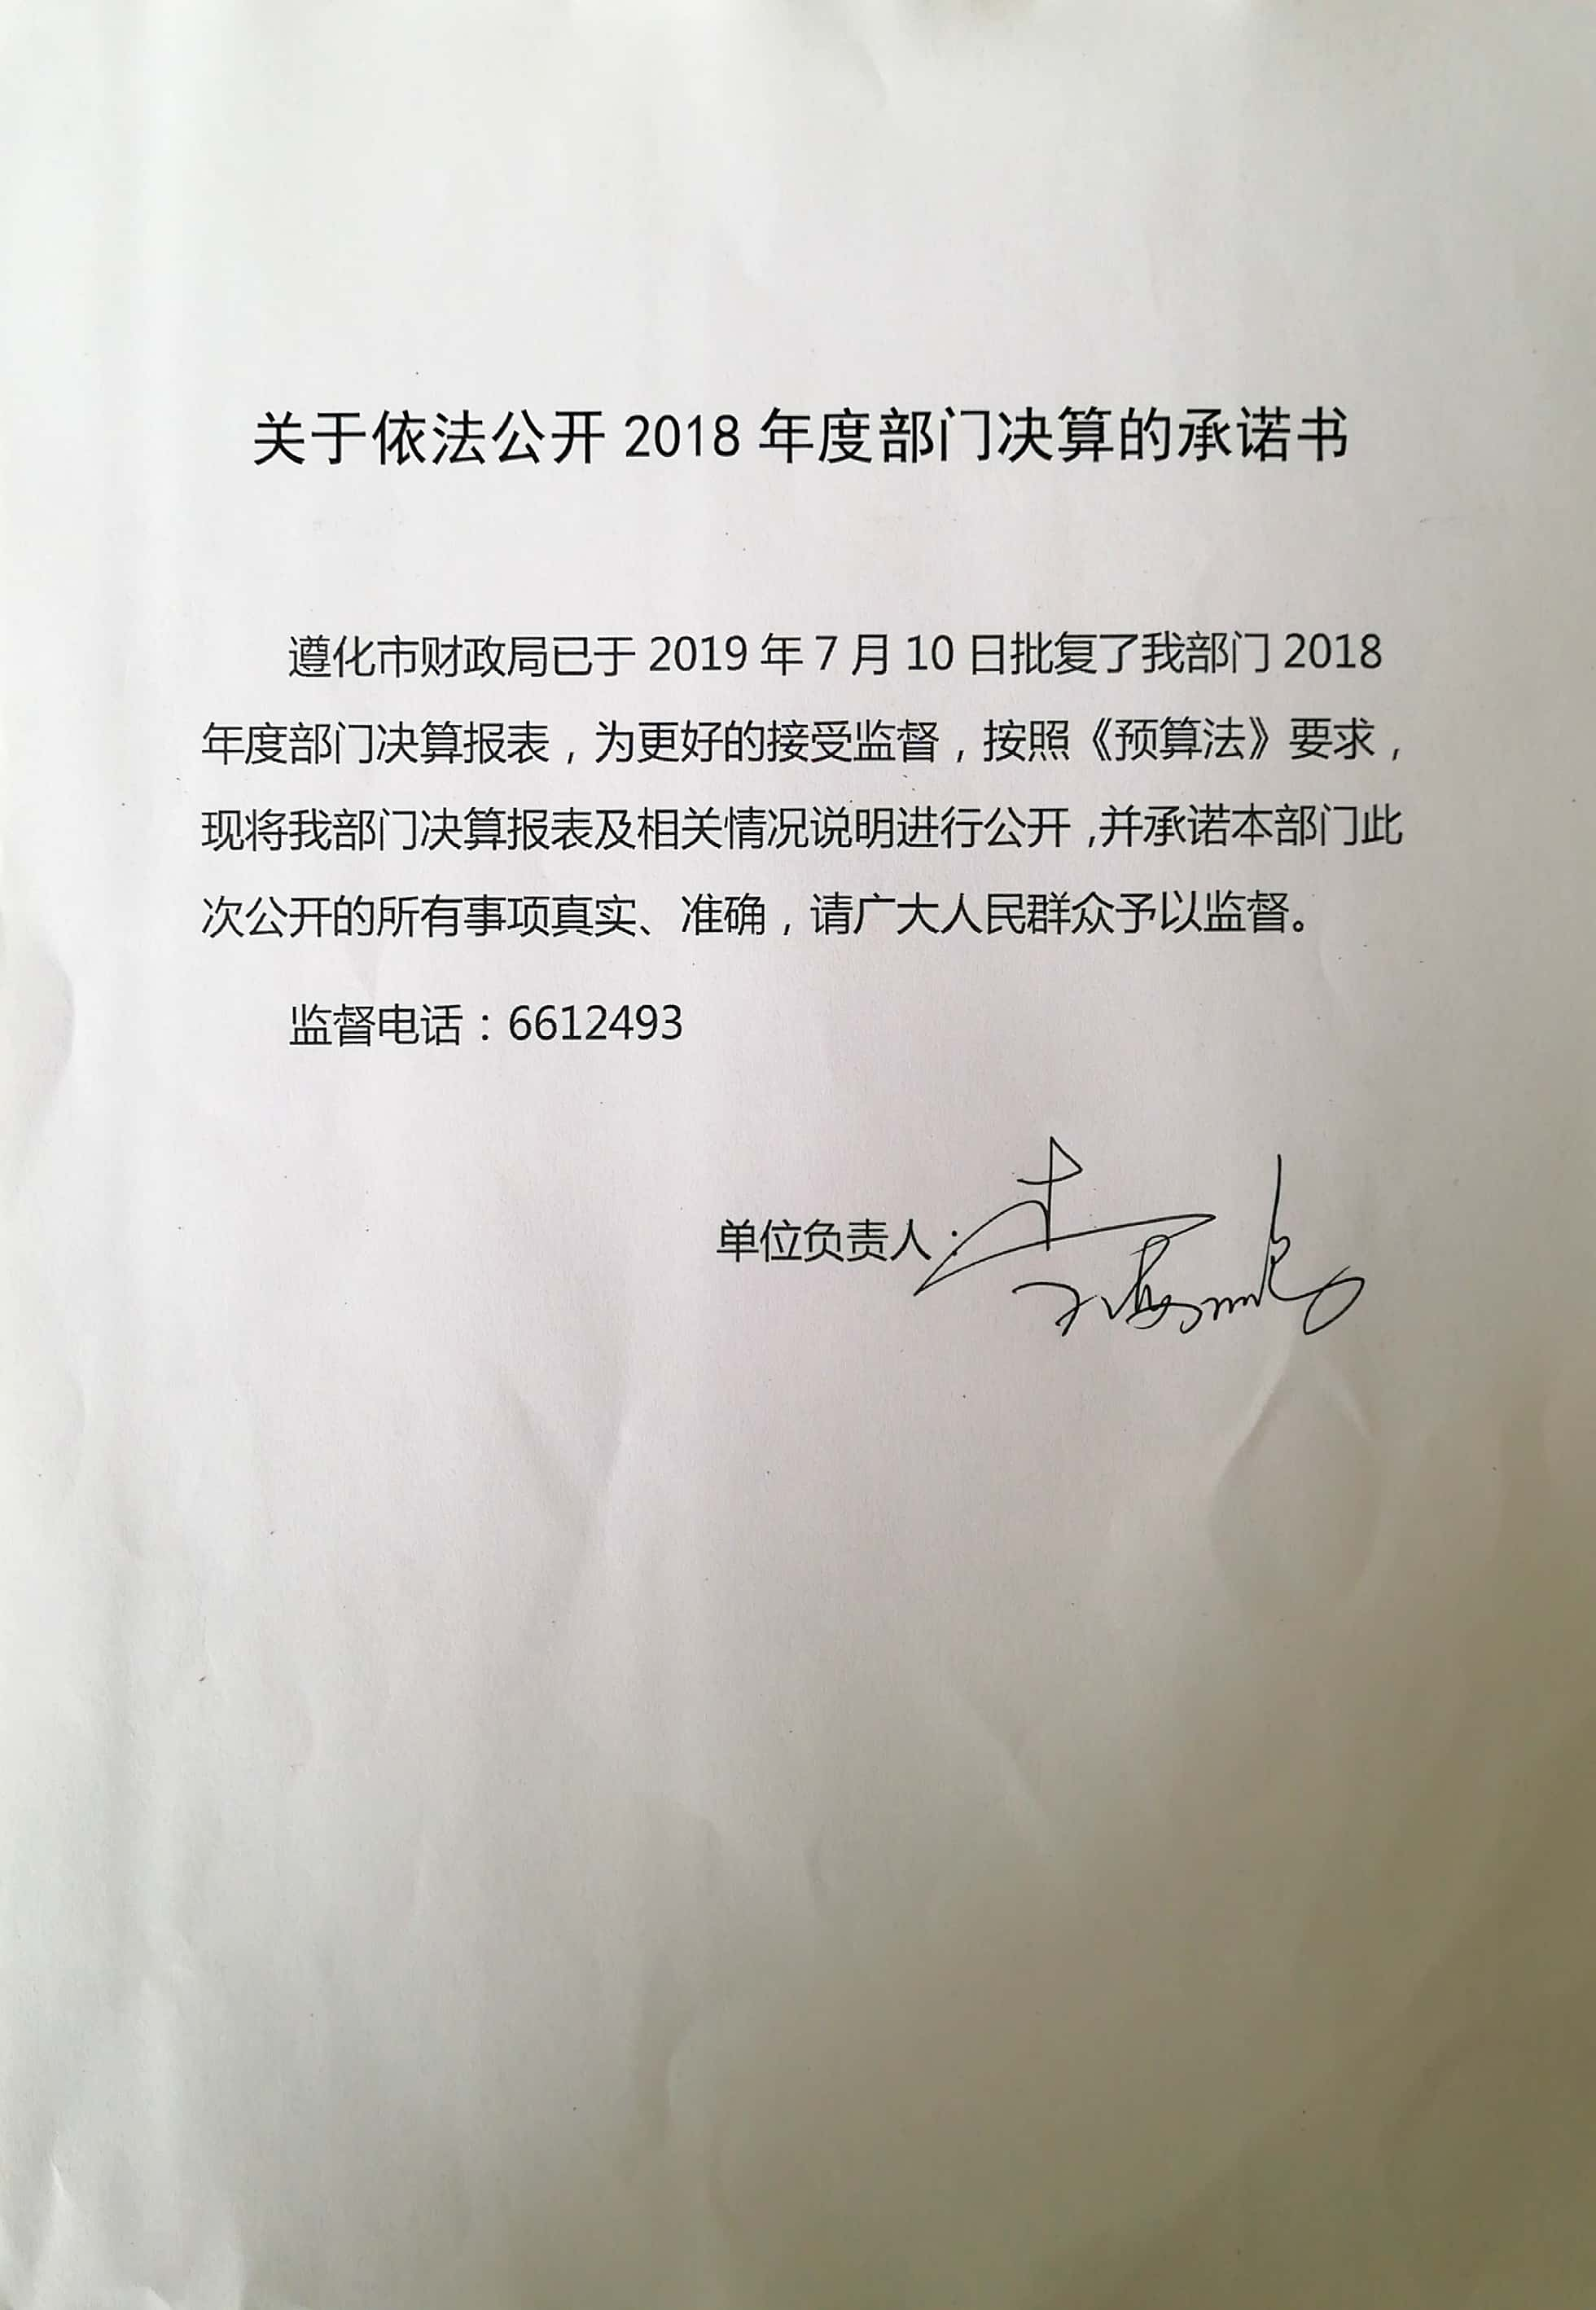 关于依法公开 2018 年度部门决算的承诺书
遵化市财政局已于 2019 年 7 月 10 日批复了我部门 2018
年度部门决算报表，为更好的接受监督，按照《预算法》要求，
现将我部门决算报表及相关情况说明进行公开,并承诺本部门此
次公开的所有事项真实、准确，请广大人民群众予以监督。
监督电话：6612493
单位负责人：